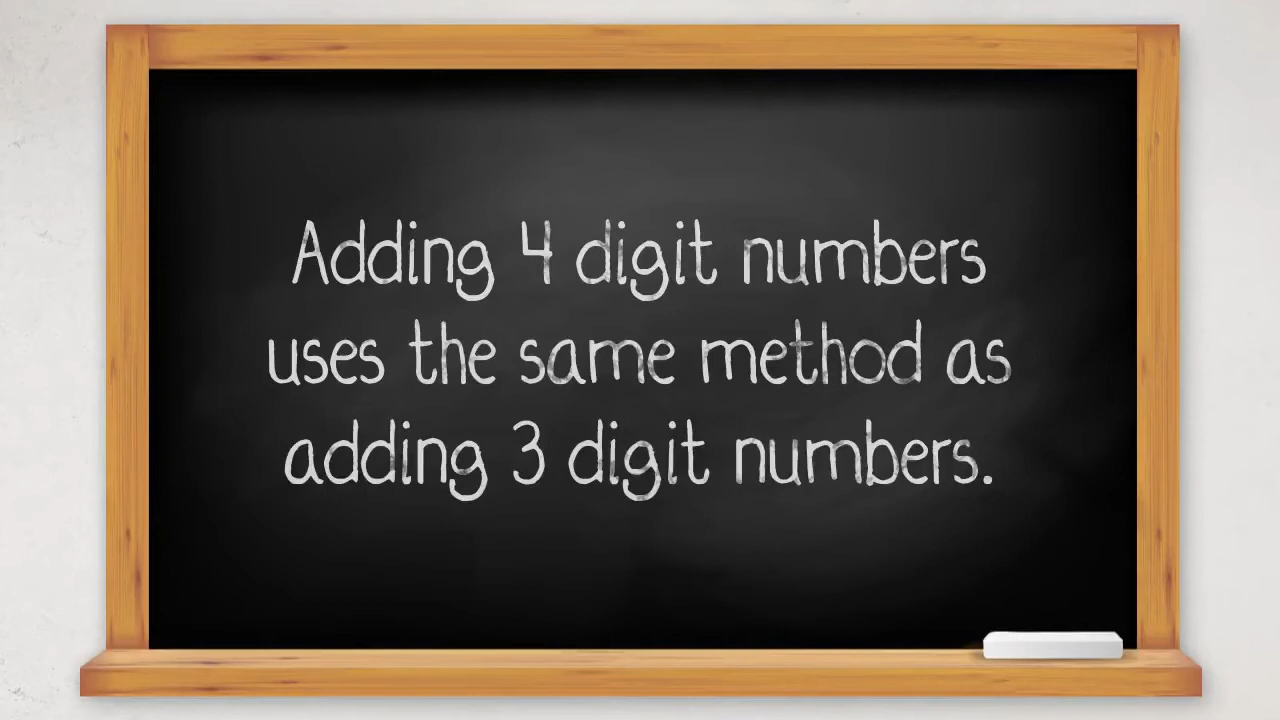 Adding 4 digit numbers
uses the same method as
adding 3 digit numbers.